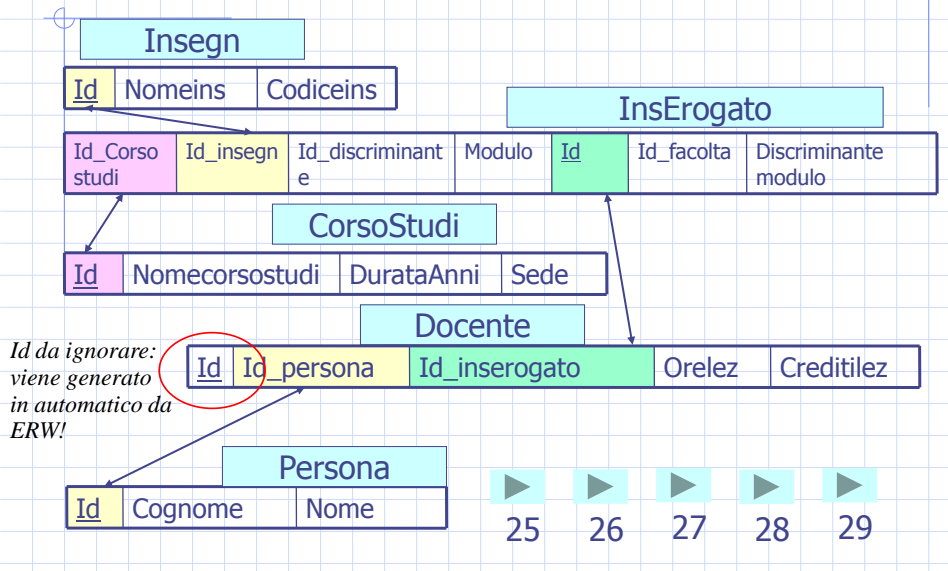 Insegn
Id Nomeins Codiceins
InsErogato
Id_Corso Id_insegn Id_discriminant Modulo Id Id_facolta Discriminante
studi e modulo
CorsoStudi
Id Nomecorsostudi DurataAnni Sede
Docente
Id da ignorare:
viene generato
in automatico da
ERW!
Id Id_persona Id_inserogato Orelez Creditilez
Persona
Id Cognome Nome
25 26 27 28 29